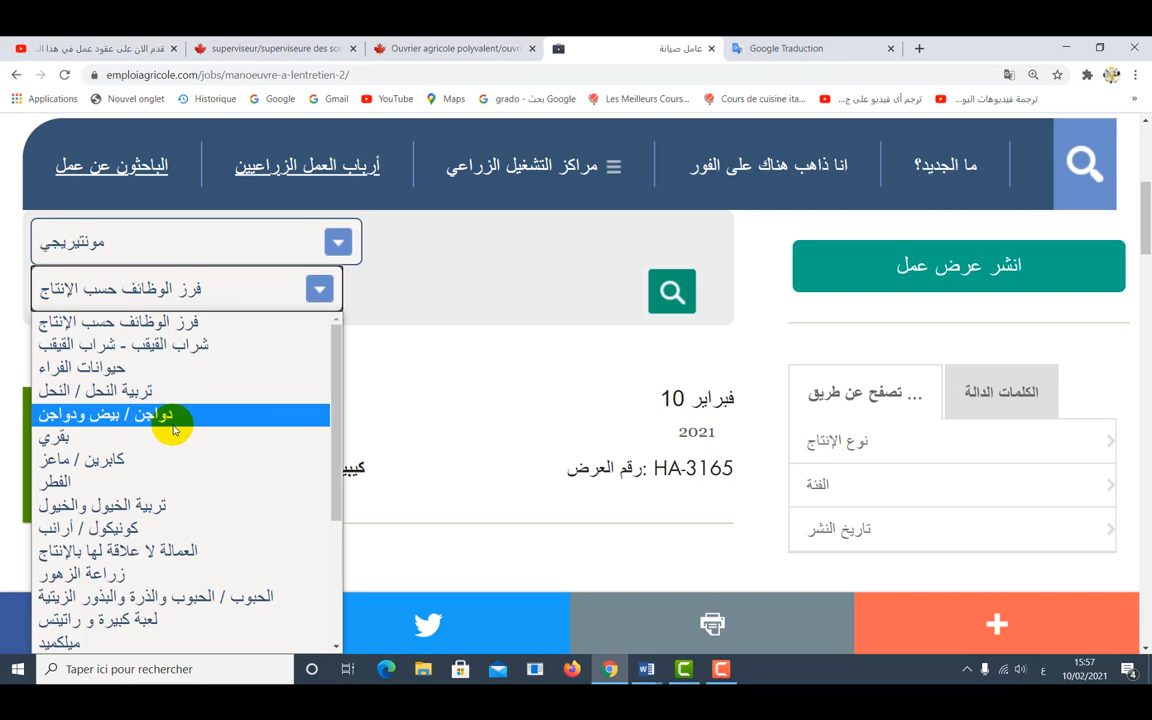 قدم الان على عقود عمل في هذا ال
superviseur/superviseure des soi
Ouvrier agricole polyvalent/ouvri
عامل صيانة
Google Traduction
emploiagricole.com/jobs/manoeuvre-a-lentretien-2/
Applications
Nouvel onglet
Historique
Google
Gmail
YouTube
Maps
grado - بحث Google
Les Meilleurs Cours...
Cours de cuisine ita...
ترجم أى فيديو على ج...
ترجمة فيديوهات اليو...
»
ما الجديد؟
انا ذاهب هناك على الفور
مراكز التشغيل الزراعي
أرباب العمل الزراعيين
الباحثون عن عمل
مونتيريجي
فرز الوظائف حسب الإنتاج
فرز الوظائف حسب الإنتاج
شراب القيقب - شراب القيقب
حيوانات الفراء
تربية النحل / النحل
دواجن / بيض ودواجن
بقري
كابرين / ماعز
الفطر
تربية الخيول والخيول
كونيكول / أرانب
العمالة لا علاقة لها بالإنتاج
زراعة الزهور
الحبوب / الحبوب والذرة والبذور الزيتية
لعبة كبيرة و راتيتس
ميلكميد
انشر عرض عمل
فبراير 10
2021
رقم العرض: HA-3165
كيبي
الكلمات الدالة
تصفح عن طريق ...
نوع الإنتاج
الفئة
تاريخ النشر
Taper ici pour rechercher
ع
15:57
10/02/2021
4